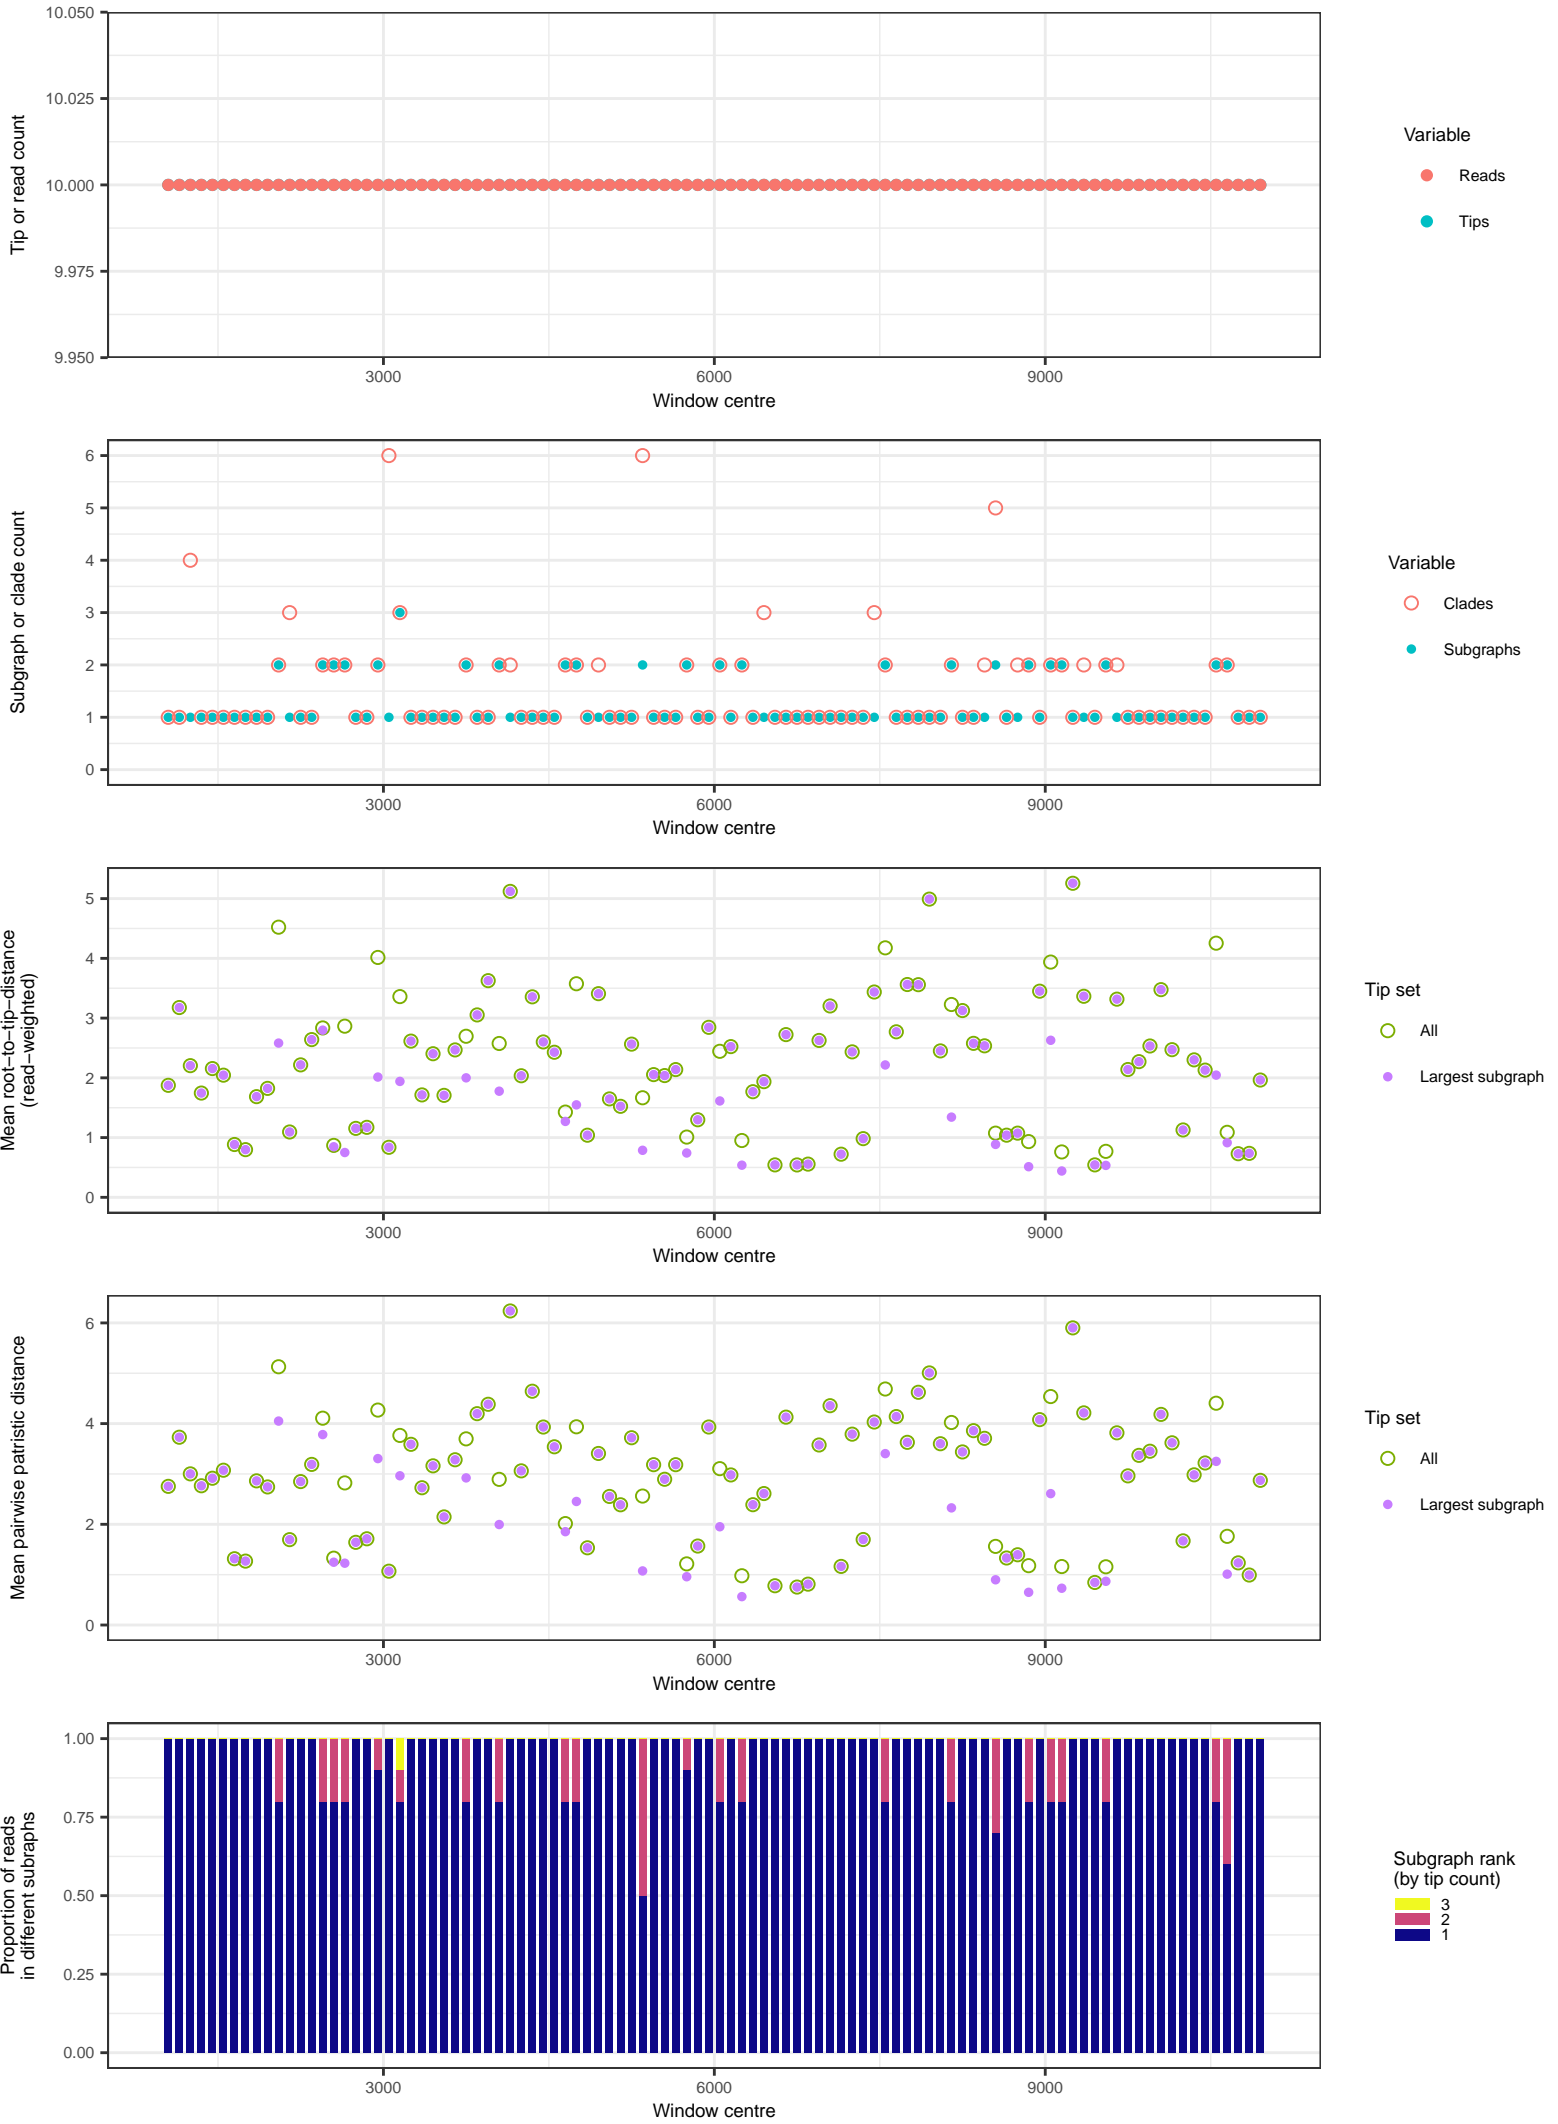 10.050
10.025
10.000
9.975
9.950
Tip or read count
3000 6000 9000
Window centre
Variable
Reads
Tips
6
5
4
3
2
1
0
Subgraph or clade count
3000 6000 9000
Window centre
Variable
Clades
Subgraphs
5
4
3
2
1
0
Mean root−to−tip−distance
(read−weighted)
3000 6000 9000
Window centre
Tip set
All
Largest subgraph
6
4
2
0
Mean pairwise patristic distance
3000 6000 9000
Window centre
Tip set
All
Largest subgraph
1.00
0.75
0.50
0.25
0.00
Proportion of reads
in different subraphs
3000 6000 9000
Window centre
Subgraph rank
(by tip count)
3
2
1